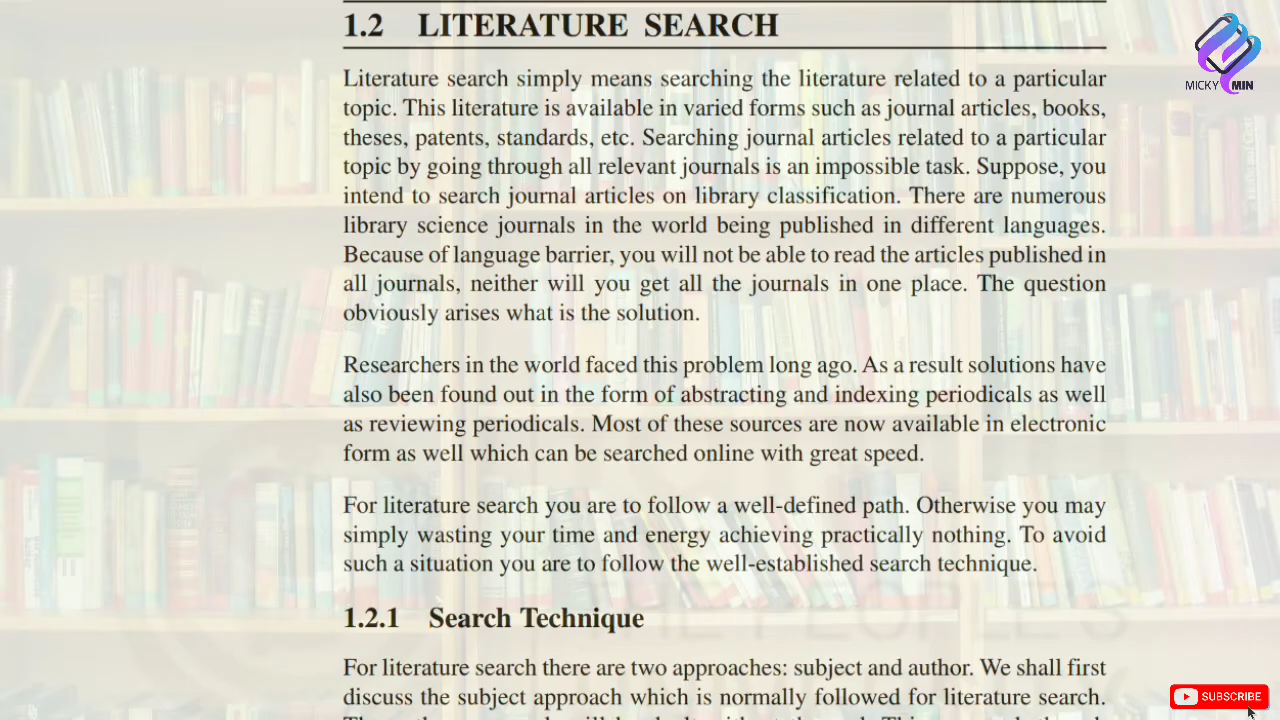 1.2 LITERATURE SEARCH
Literature search simply means searching the literature related to a particular
topic. This literature is available in varied forms such as journal articles, books,
theses, patents, standards, etc. Searching journal articles related to a particular
topic by going through all relevant journals is an impossible task. Suppose, you
intend to search journal articles on library classification. There are numerous
library science journals in the world being published in different languages.
Because of language barrier, you will not be able to read the articles published in
all journals, neither will you get all the journals in one place. The question
obviously arises what is the solution.
Researchers in the world faced this problem long ago. As a result solutions have
also been found out in the form of abstracting and indexing periodicals as well
as reviewing periodicals. Most of these sources are now available in electronic
form as well which can be searched online with great speed.
For literature search you are to follow a well-defined path. Otherwise you may
simply wasting your time and energy achieving practically nothing. To avoid
such a situation you are to follow the well-established search technique.
1.2.1 Search Technique
For literature search there are two approaches: subject and author. We shall first
discuss the subject approach which is normally followed for literature search.
MICKY MIN
SUBSCRIBE
THE PEOPLE'S